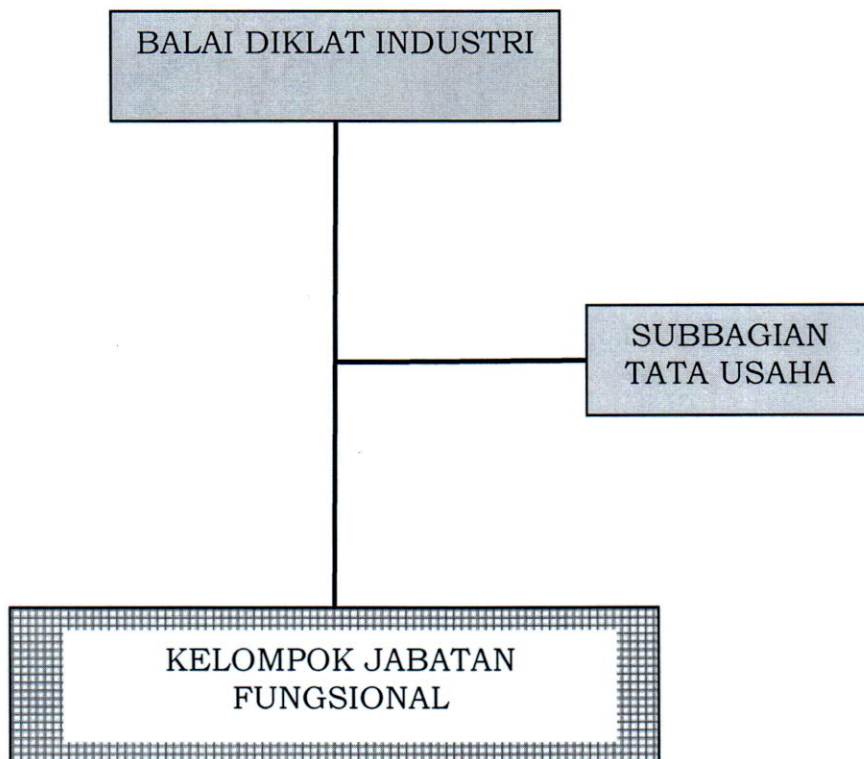 BALAI DIKLAT INDUSTRI
SUBBAGIAN
TATA USAHA
KELOMPOK JABATAN
FUNGSIONAL